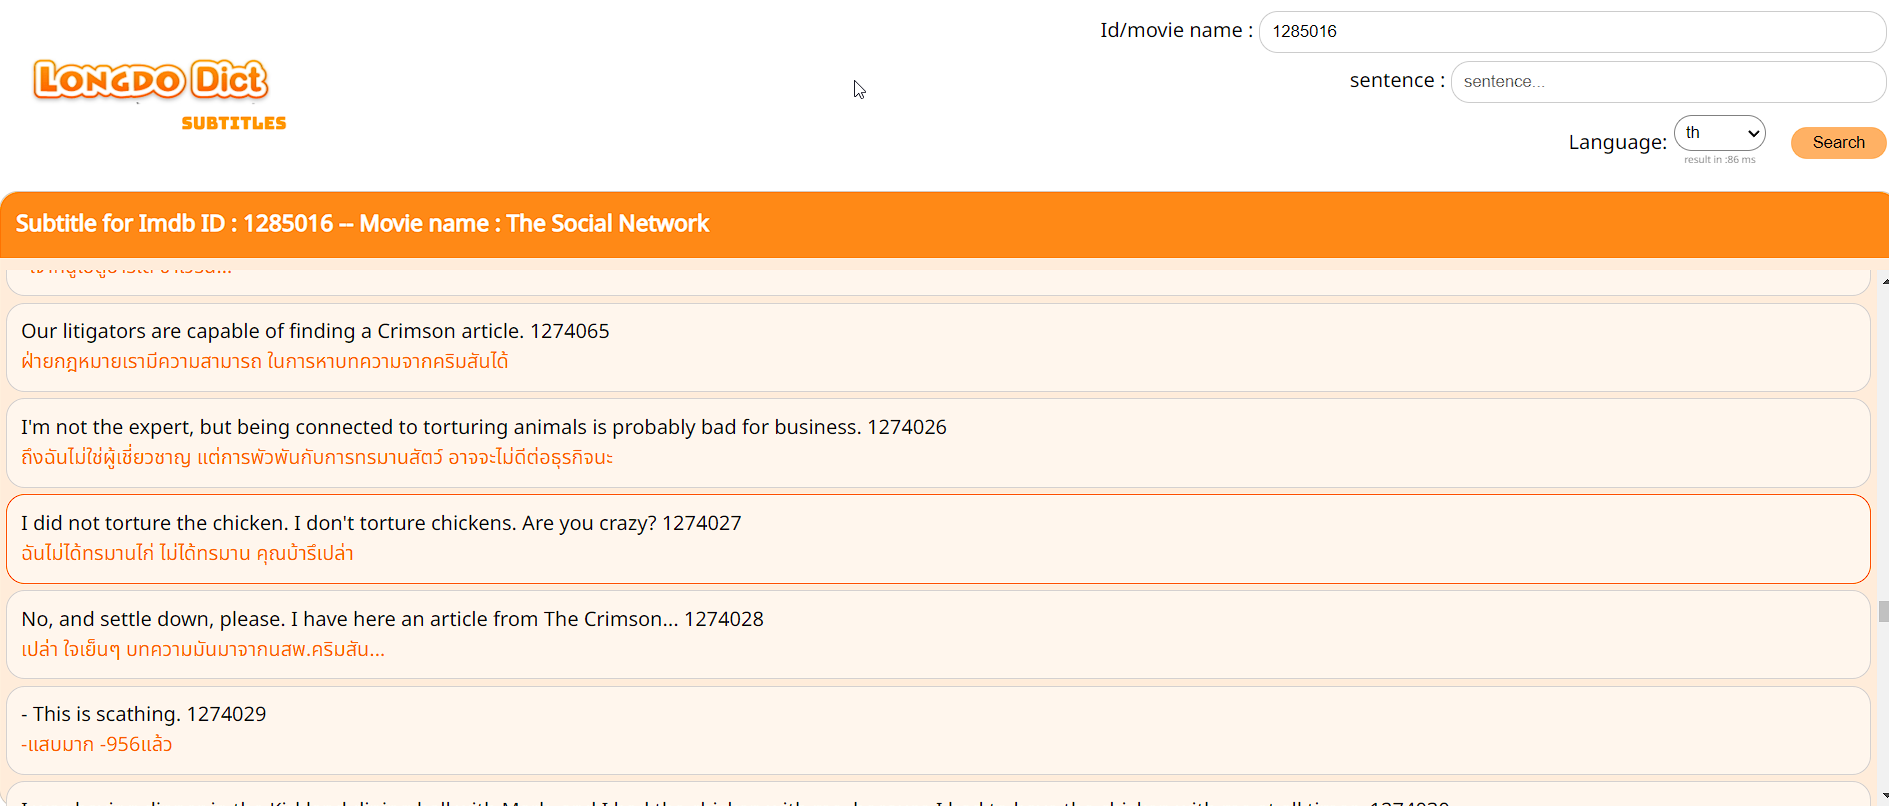 Id/movie name : 1285016
LONGDO Dict
SUBTITLES
sentence : sentence...
Language: th
result in :86 ms
Search
Subtitle for Imdb ID : 1285016 -- Movie name : The Social Network
Our litigators are capable of finding a Crimson article. 1274065
ฝ่ายกฎหมายเรามีความสามารถ ในการหาบทความจากคริมสันได้
I'm not the expert, but being connected to torturing animals is probably bad for business. 1274026
ถึงฉันไม่ใช่ผู้เชี่ยวชาญ แต่การพัวพันกับการทรมานสัตว์ อาจจะไม่ดีต่อธุรกิจนะ
I did not torture the chicken. I don't torture chickens. Are you crazy? 1274027
ฉันไม่ได้ทรมานไก่ ไม่ได้ทรมาน คุณบ้ารึเปล่า
No, and settle down, please. I have here an article from The Crimson... 1274028
เปล่า ใจเย็นๆ บทความมันมาจากนสพ.คริมสัน...
- This is scathing. 1274029
-แสบมาก -956แล้ว